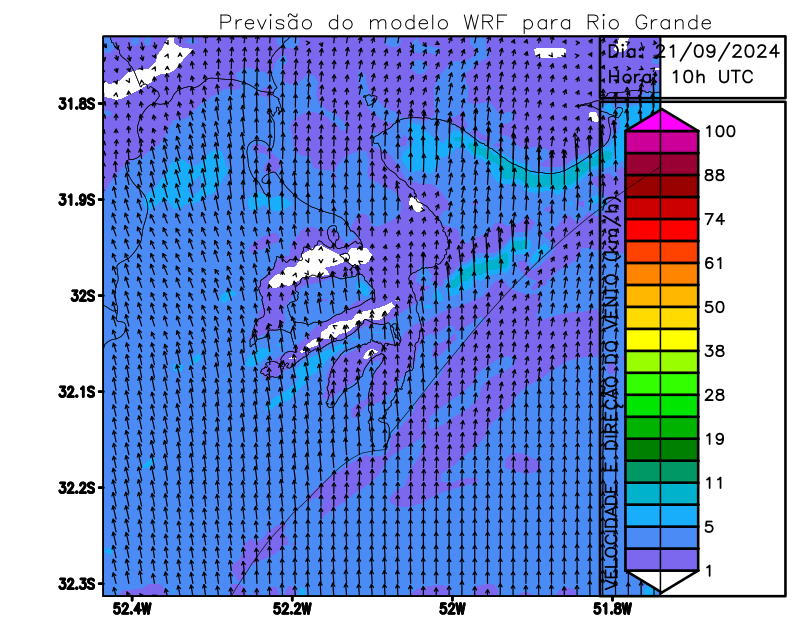 Previsão do modelo WRF para Rio Grande
Dia: 21/09/2024
Hora: 10h UTC
31.8S
31.9S
32S
32.1S
32.2S
32.3S
52.4W
52.2W
52W
51.8W
VELOCIDADE E DIREÇÃO DO VENTO (km/h)
100
88
74
61
50
38
28
19
11
5
1